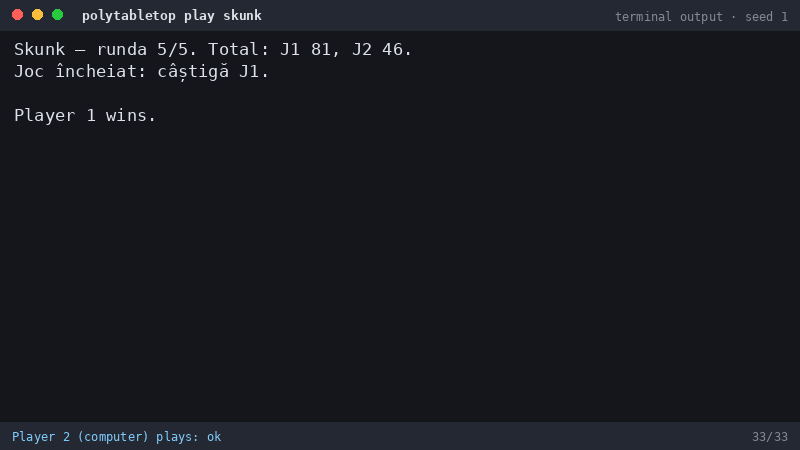 polytabletop play skunk
terminal output · seed 1
Skunk — runda 5/5. Total: J1 81, J2 46.
Joc încheiat: câștigă J1.
Player 1 wins.
Player 2 (computer) plays: ok
33/33